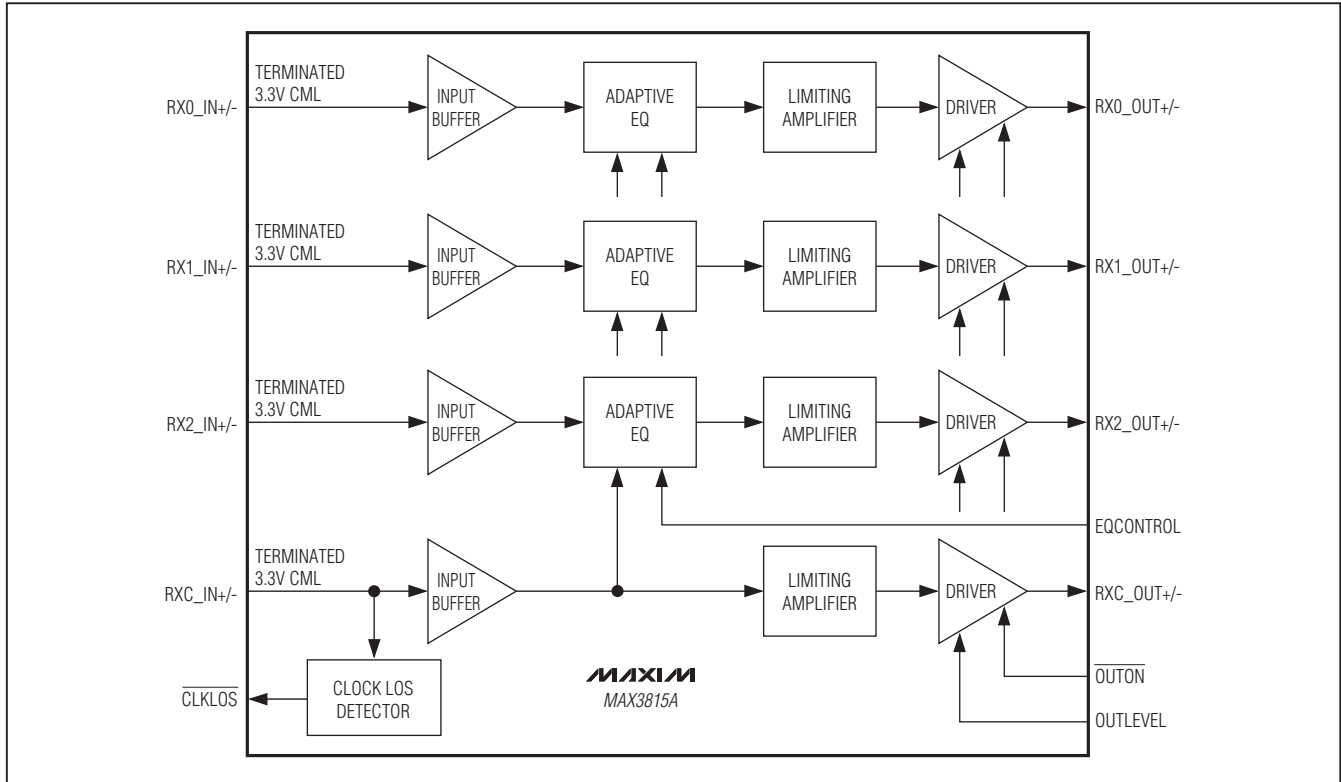 TERMINATED
3.3V CML
RX0_IN+/-
INPUT
BUFFER
ADAPTIVE
EQ
LIMITING
AMPLIFIER
DRIVER
RX0_OUT+/-
TERMINATED
3.3V CML
RX1_IN+/-
INPUT
BUFFER
ADAPTIVE
EQ
LIMITING
AMPLIFIER
DRIVER
RX1_OUT+/-
TERMINATED
3.3V CML
RX2_IN+/-
INPUT
BUFFER
ADAPTIVE
EQ
LIMITING
AMPLIFIER
DRIVER
RX2_OUT+/-
EQCONTROL
TERMINATED
3.3V CML
RXC_IN+/-
INPUT
BUFFER
LIMITING
AMPLIFIER
DRIVER
RXC_OUT+/-
CLKLOS
CLOCK LOS
DETECTOR
MAXIM
MAX3815A
OUTON
OUTLEVEL